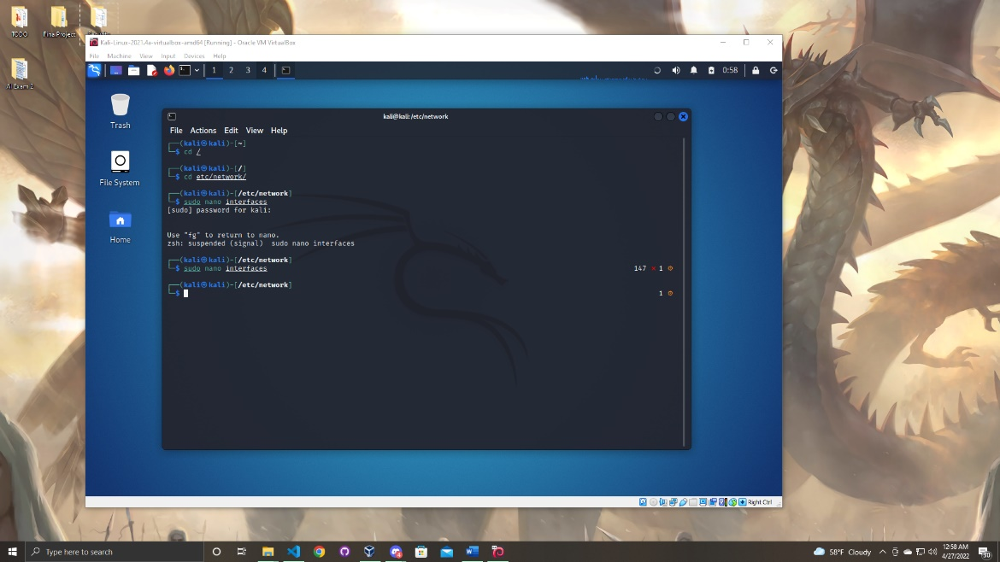 TODO
Fina Project
AI Exam 2
Kali-Linux-2021.4a-virtualbox-amd64 [Running] - Oracle VM VirtualBox
File Machine View Input Devices Help
1 2 3 4 0:58
Trash
File System
Home
kali@kali: /etc/network
File Actions Edit View Help
(kali㉿kali)-[~]
$ cd /
(kali㉿kali)-[/]
$ cd etc/network/
(kali㉿kali)-[/etc/network]
$ sudo nano interfaces
[sudo] password for kali:
Use "fg" to return to nano.
zsh: suspended (signal)  sudo nano interfaces
(kali㉿kali)-[/etc/network]
$ sudo nano interfaces 147 ⨯ 1 ⚙
(kali㉿kali)-[/etc/network]
$ 1 ⚙
Right Ctrl
Type here to search
58°F Cloudy
12:58 AM
4/27/2022
30